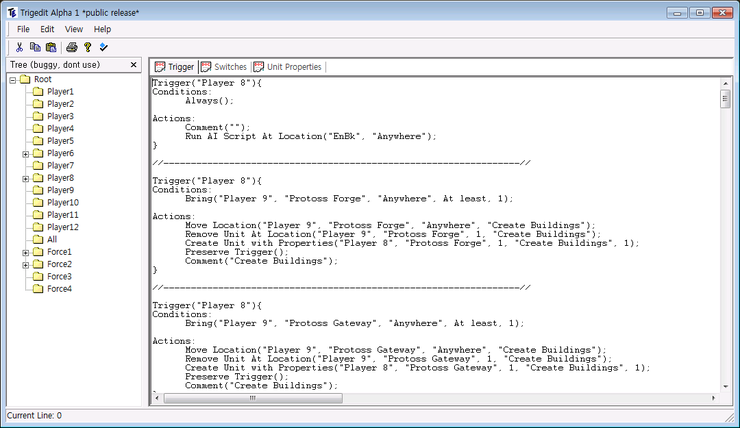 Trigedit Alpha 1 *public release*
File Edit View Help
Tree (buggy, dont use)
Root
Player1
Player2
Player3
Player4
Player5
Player6
Player7
Player8
Player9
Player10
Player11
Player12
All
Force1
Force2
Force3
Force4
Trigger Switches Unit Properties
Trigger("Player 8"){
Conditions:
Always();
Actions:
Comment("");
Run AI Script At Location("EnBk", "Anywhere");
}
//-----------------------------------------------------------------//
Trigger("Player 8"){
Conditions:
Bring("Player 9", "Protoss Forge", "Anywhere", At least, 1);
Actions:
Move Location("Player 9", "Protoss Forge", "Anywhere", "Create Buildings");
Remove Unit At Location("Player 9", "Protoss Forge", 1, "Create Buildings");
Create Unit with Properties("Player 8", "Protoss Forge", 1, "Create Buildings", 1);
Preserve Trigger();
Comment("Create Buildings");
}
//-----------------------------------------------------------------//
Trigger("Player 8"){
Conditions:
Bring("Player 9", "Protoss Gateway", "Anywhere", At least, 1);
Actions:
Move Location("Player 9", "Protoss Gateway", "Anywhere", "Create Buildings");
Remove Unit At Location("Player 9", "Protoss Gateway", 1, "Create Buildings");
Create Unit with Properties("Player 8", "Protoss Gateway", 1, "Create Buildings", 1);
Preserve Trigger();
Comment("Create Buildings");
Current Line: 0